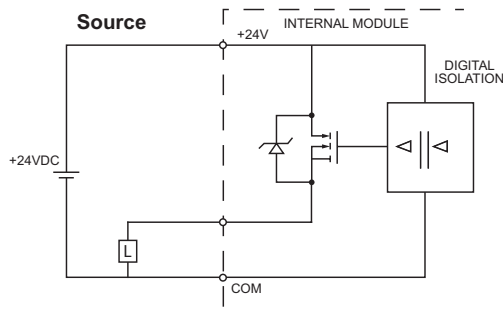 Source
INTERNAL MODULE
+24V
DIGITAL
ISOLATION
+24VDC
L
COM